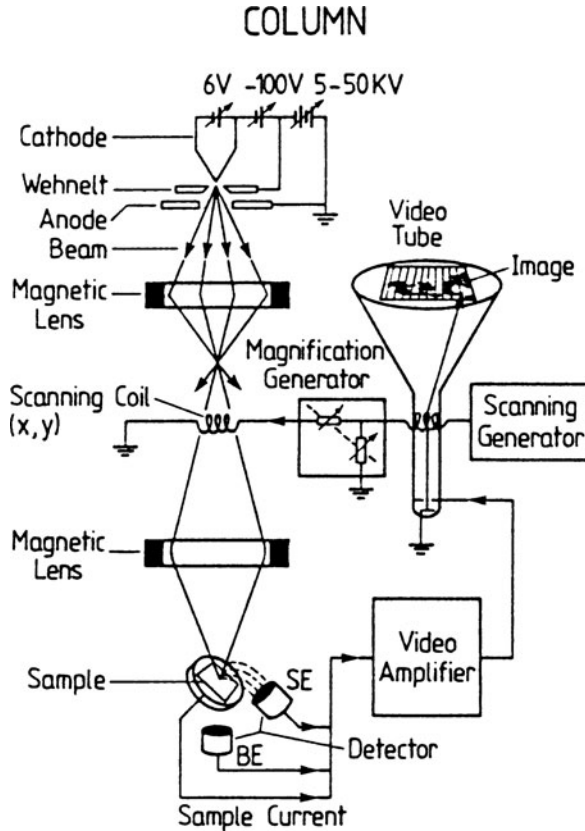 COLUMN
6V -100V 5-50KV
Cathode
Wehnelt
Anode
Beam
Magnetic
Lens
Video
Tube
Image
Magnification
Generator
Scanning Coil
(x,y)
Scanning
Generator
Magnetic
Lens
Video
Amplifier
Sample
SE
BE
Detector
Sample Current